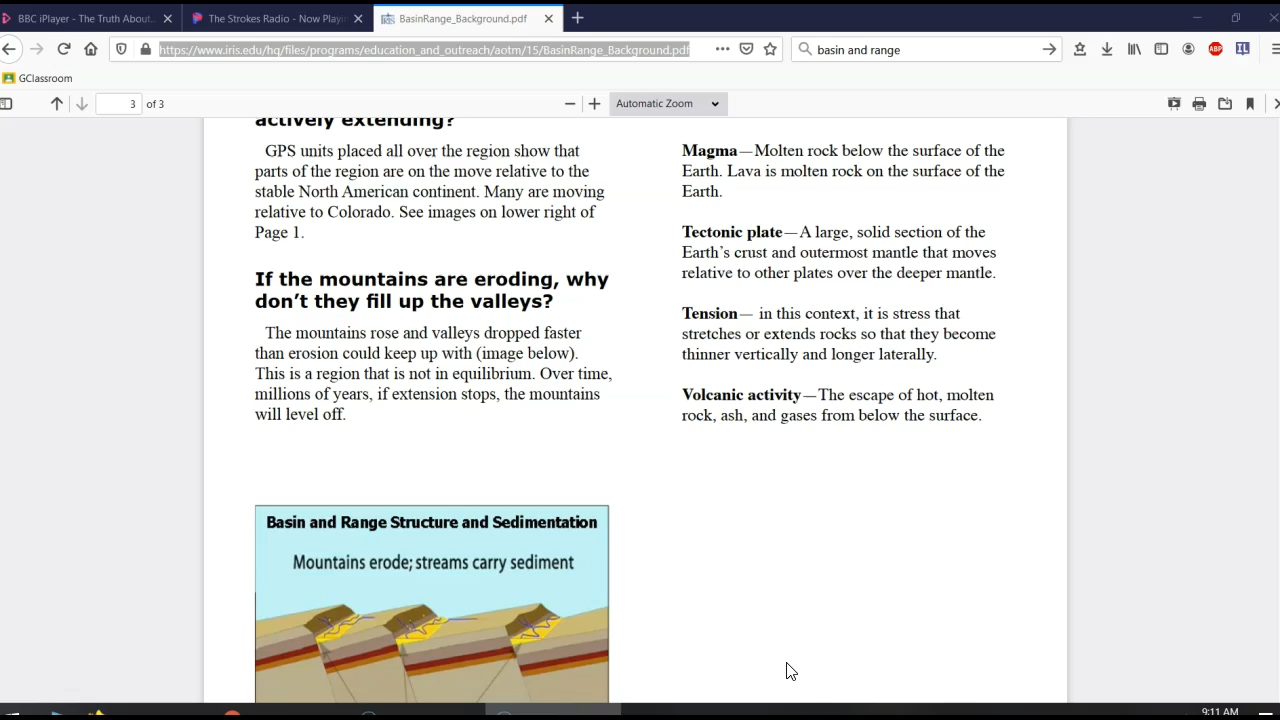 BBC iPlayer - The Truth About
The Strokes Radio - Now Playin
BasinRange_Background.pdf
https://www.iris.edu/hq/files/programs/education_and_outreach/aotm/15/BasinRange_Background.pdf
basin and range
ABP
IL
GClassroom
3 of 3
Automatic Zoom
actively extending?
GPS units placed all over the region show that
parts of the region are on the move relative to the
stable North American continent. Many are moving
relative to Colorado. See images on lower right of
Page 1.
If the mountains are eroding, why
don't they fill up the valleys?
The mountains rose and valleys dropped faster
than erosion could keep up with (image below).
This is a region that is not in equilibrium. Over time,
millions of years, if extension stops, the mountains
will level off.
Basin and Range Structure and Sedimentation
Mountains erode; streams carry sediment
Magma—Molten rock below the surface of the
Earth. Lava is molten rock on the surface of the
Earth.
Tectonic plate—A large, solid section of the
Earth's crust and outermost mantle that moves
relative to other plates over the deeper mantle.
Tension— in this context, it is stress that
stretches or extends rocks so that they become
thinner vertically and longer laterally.
Volcanic activity—The escape of hot, molten
rock, ash, and gases from below the surface.
9:11 AM